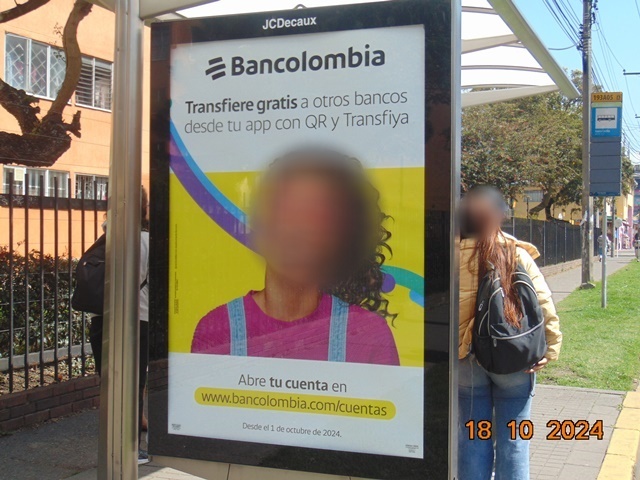 JCDecaux
Bancolombia
Transfiere gratis a otros bancos
desde tu app con QR y Transfiya
Abre tu cuenta en
www.bancolombia.com/cuentas
Desde el 1 de octubre de 2024.
18 10 2024